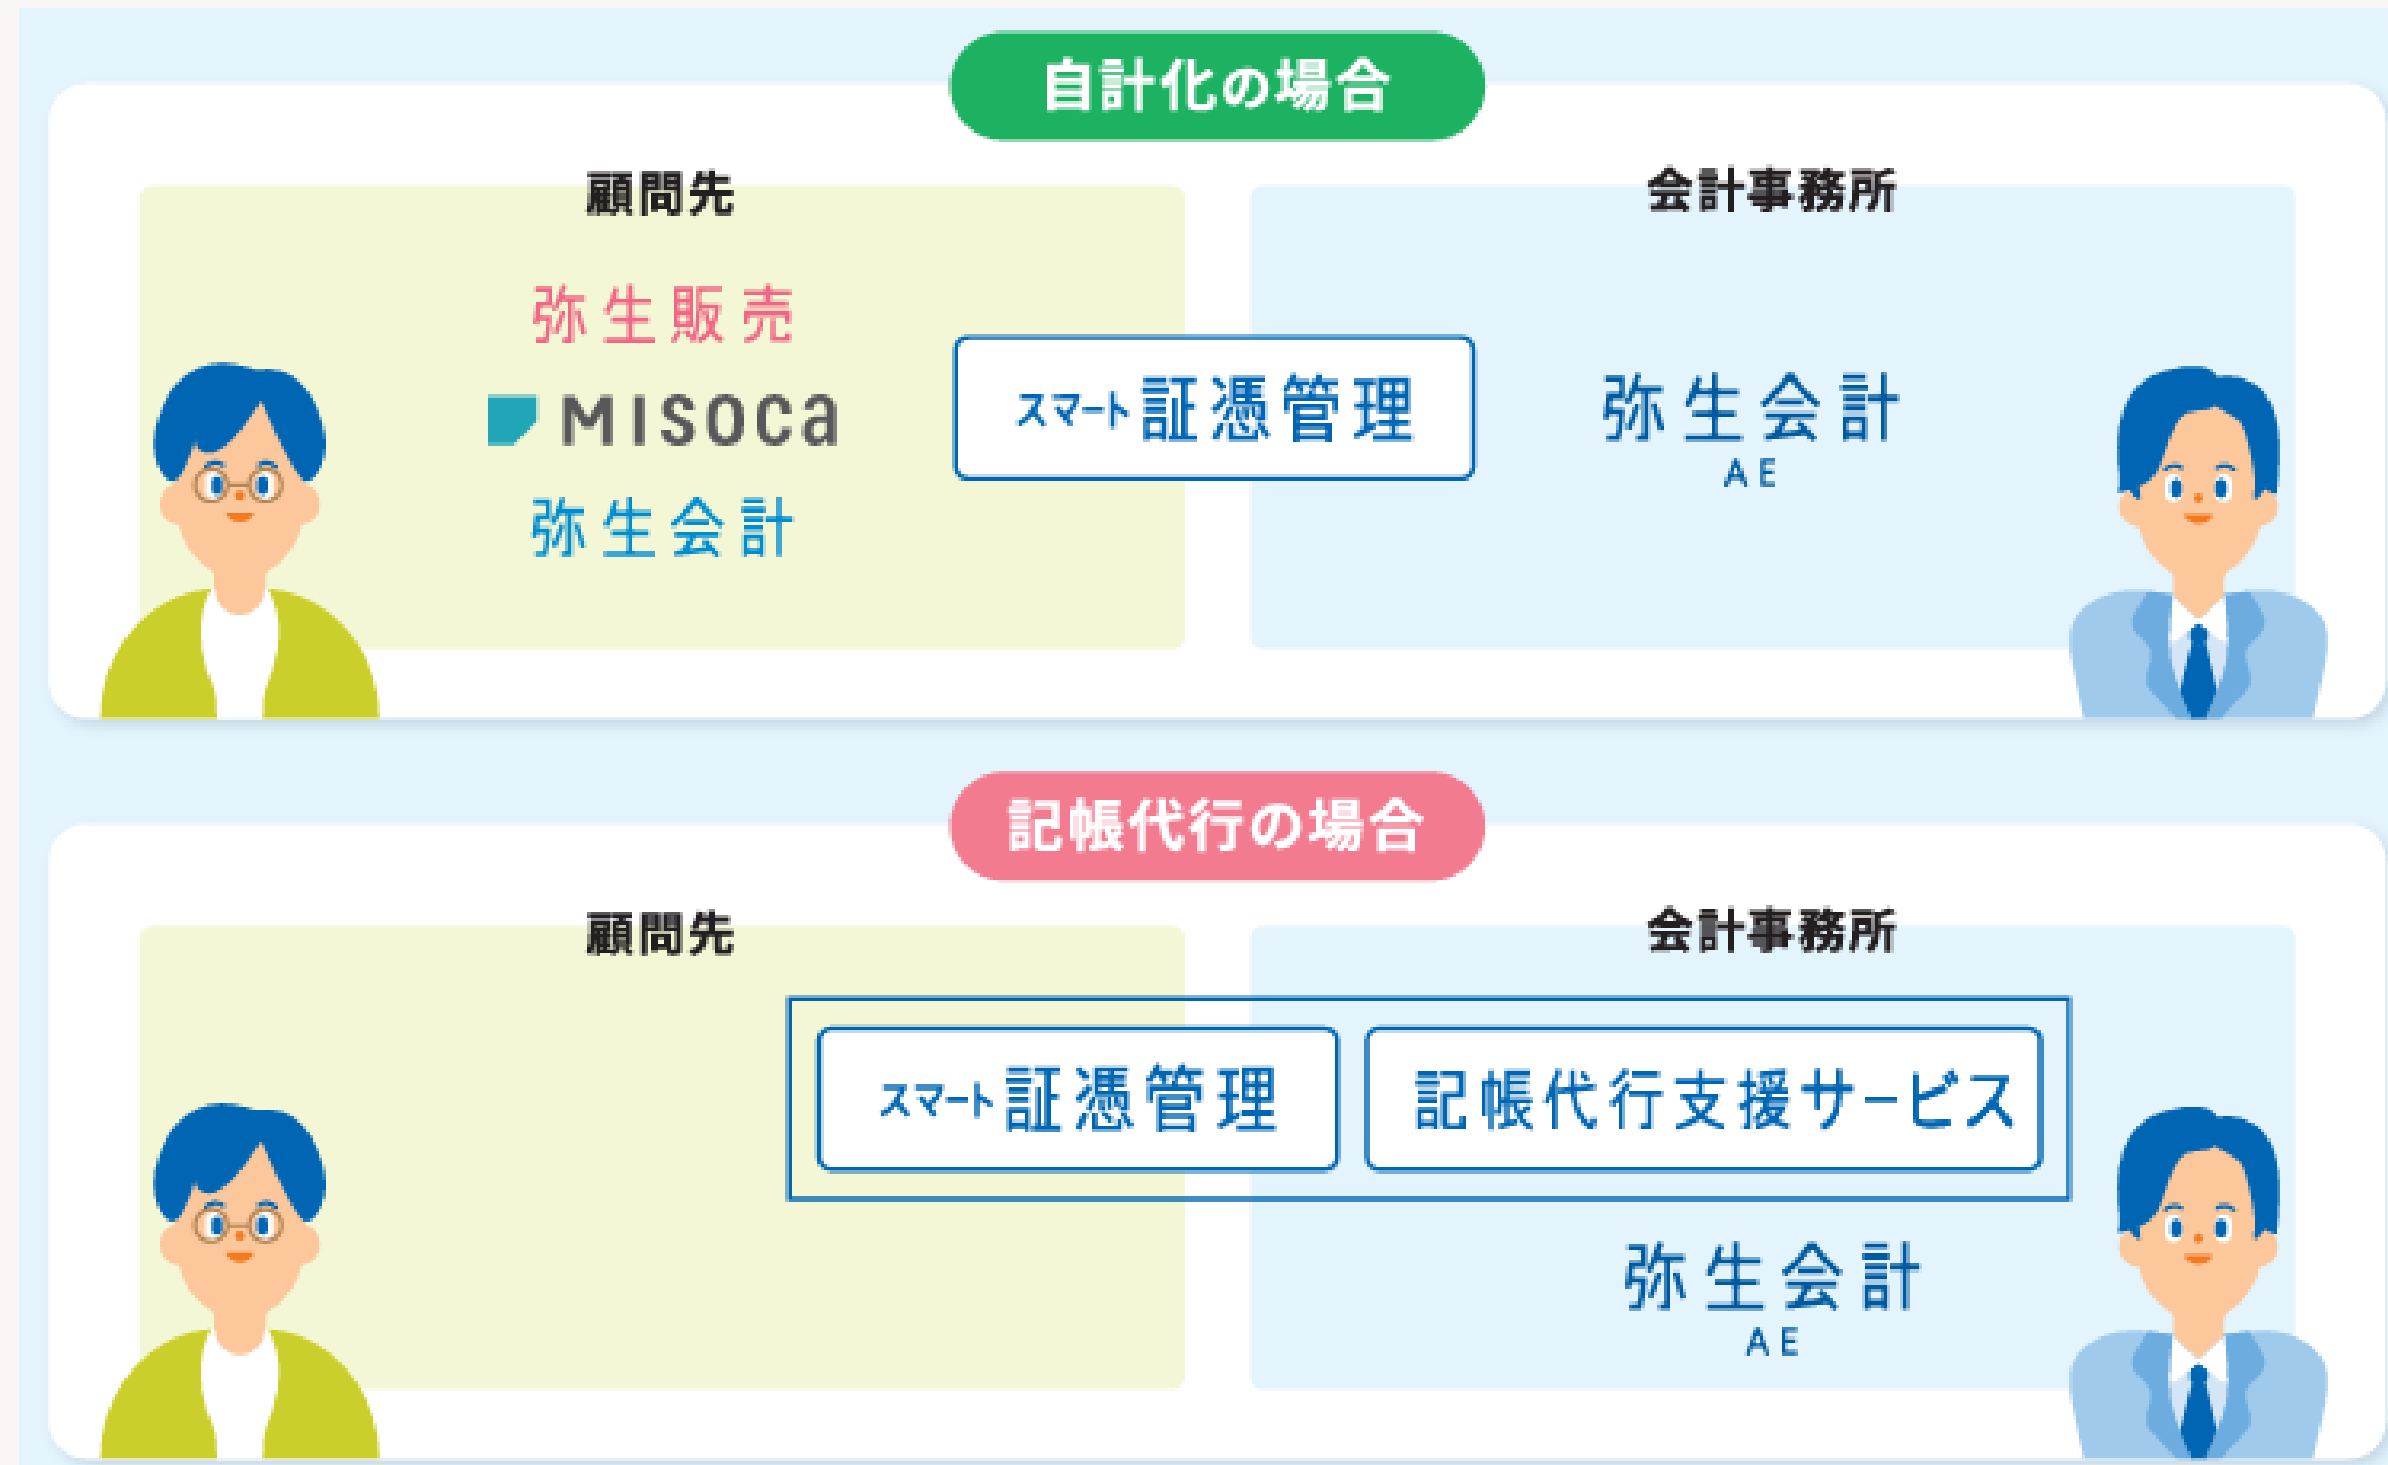 自計化の場合
顧問先
会計事務所
弥生販売
MISOCa
弥生会計
スマート証憑管理
弥生会計
AE
記帳代行の場合
顧問先
会計事務所
スマート証憑管理
記帳代行支援サービス
弥生会計
AE